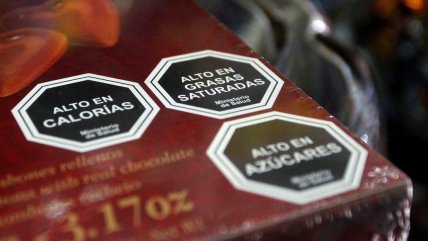 ALTO EN
CALORÍAS
Ministerio
de Salud
ALTO EN
GRASAS
SATURADAS
Ministerio
de Salud
ALTO EN
AZÚCARES
Ministerio
de Salud
bombones rellenos
with real chocolate
3.17oz